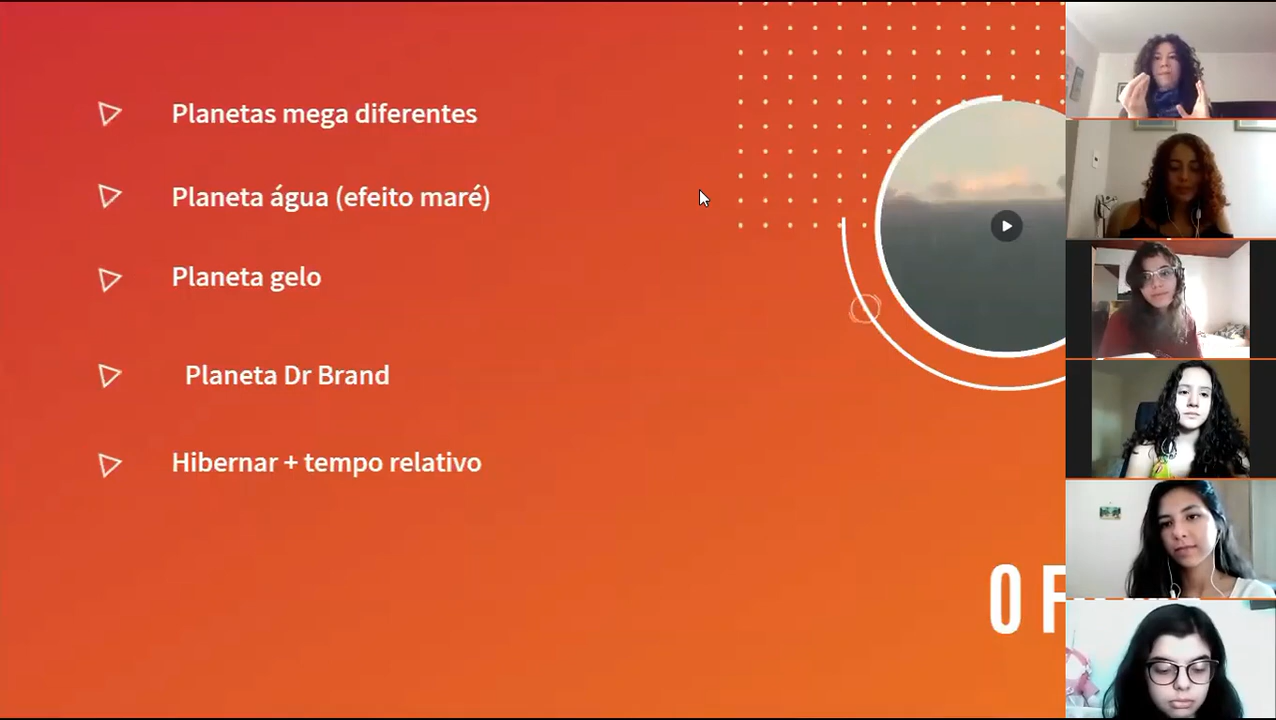 Planetas mega diferentes
Planeta água (efeito maré)
Planeta gelo
Planeta Dr Brand
Hibernar + tempo relativo
O F